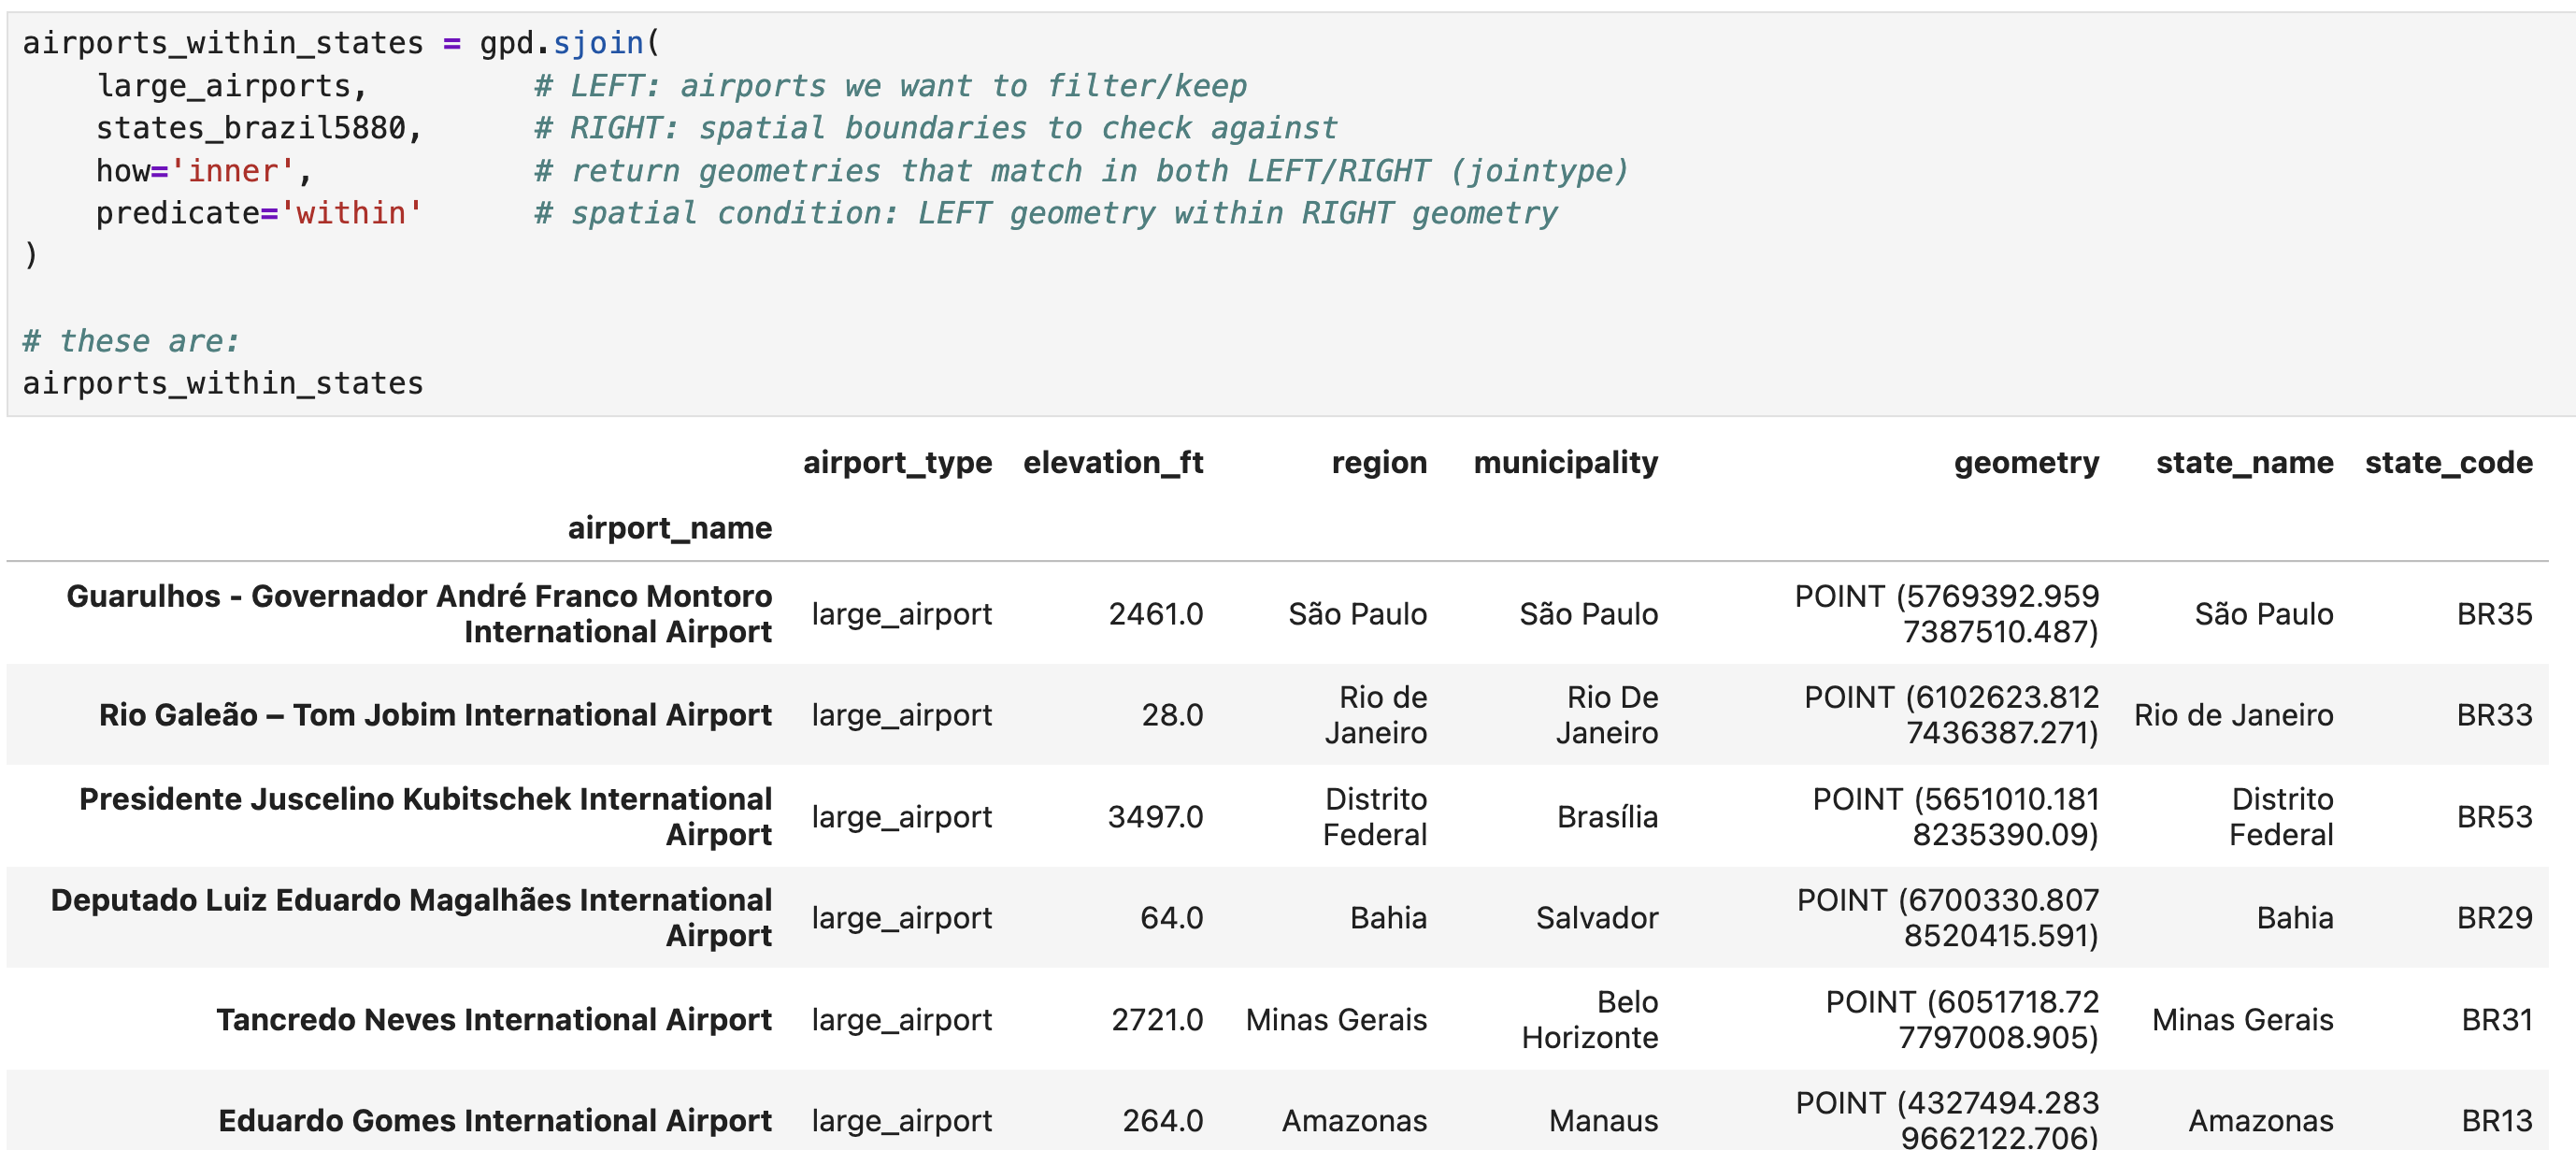 airports_within_states = gpd.sjoin(
    large_airports,         # LEFT: airports we want to filter/keep
    states_brazil5880,      # RIGHT: spatial boundaries to check against
    how='inner',            # return geometries that match in both LEFT/RIGHT (jointype)
    predicate='within'      # spatial condition: LEFT geometry within RIGHT geometry
)
# these are:
airports_within_states
airport_type elevation_ft region municipality geometry state_name state_code
airport_name
Guarulhos - Governador André Franco Montoro
International Airport
large_airport 2461.0 São Paulo São Paulo
POINT (5769392.959
7387510.487)
São Paulo BR35
Rio Galeão – Tom Jobim International Airport large_airport 28.0
Rio de
Janeiro
Rio De
Janeiro
POINT (6102623.812
7436387.271)
Rio de Janeiro BR33
Presidente Juscelino Kubitschek International
Airport
large_airport 3497.0
Distrito
Federal
Brasília
POINT (5651010.181
8235390.09)
Distrito
Federal
BR53
Deputado Luiz Eduardo Magalhães International
Airport
large_airport 64.0 Bahia Salvador
POINT (6700330.807
8520415.591)
Bahia BR29
Tancredo Neves International Airport large_airport 2721.0 Minas Gerais
Belo
Horizonte
POINT (6051718.72
7797008.905)
Minas Gerais BR31
Eduardo Gomes International Airport large_airport 264.0 Amazonas Manaus
POINT (4327494.283
9662122.706)
Amazonas BR13